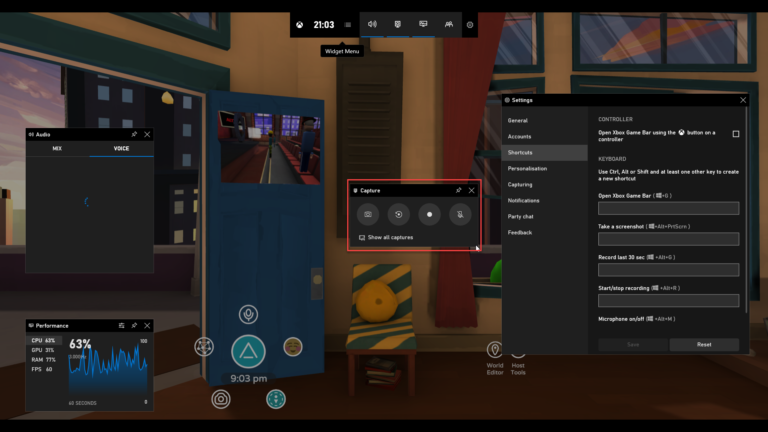 21:03
Widget Menu
Audio
MIX
VOICE
Capture
Show all captures
Settings
General
Accounts
Shortcuts
Personalisation
Capturing
Notifications
Party chat
Feedback
CONTROLLER
Open Xbox Game Bar using the button on a
controller
KEYBOARD
Use Ctrl, Alt or Shift and at least one other key to create
a new shortcut
Open Xbox Game Bar ( +G )
Take a screenshot ( +Alt+PrtScrn )
Record last 30 sec ( +Alt+G )
Start/stop recording ( +Alt+R )
Microphone on/off ( +Alt+M )
Save
Reset
Performance
CPU 63%
GPU 31%
RAM 77%
FPS 60
63%
100
0
60 SECONDS
9:03 pm
World
Editor
Host
Tools